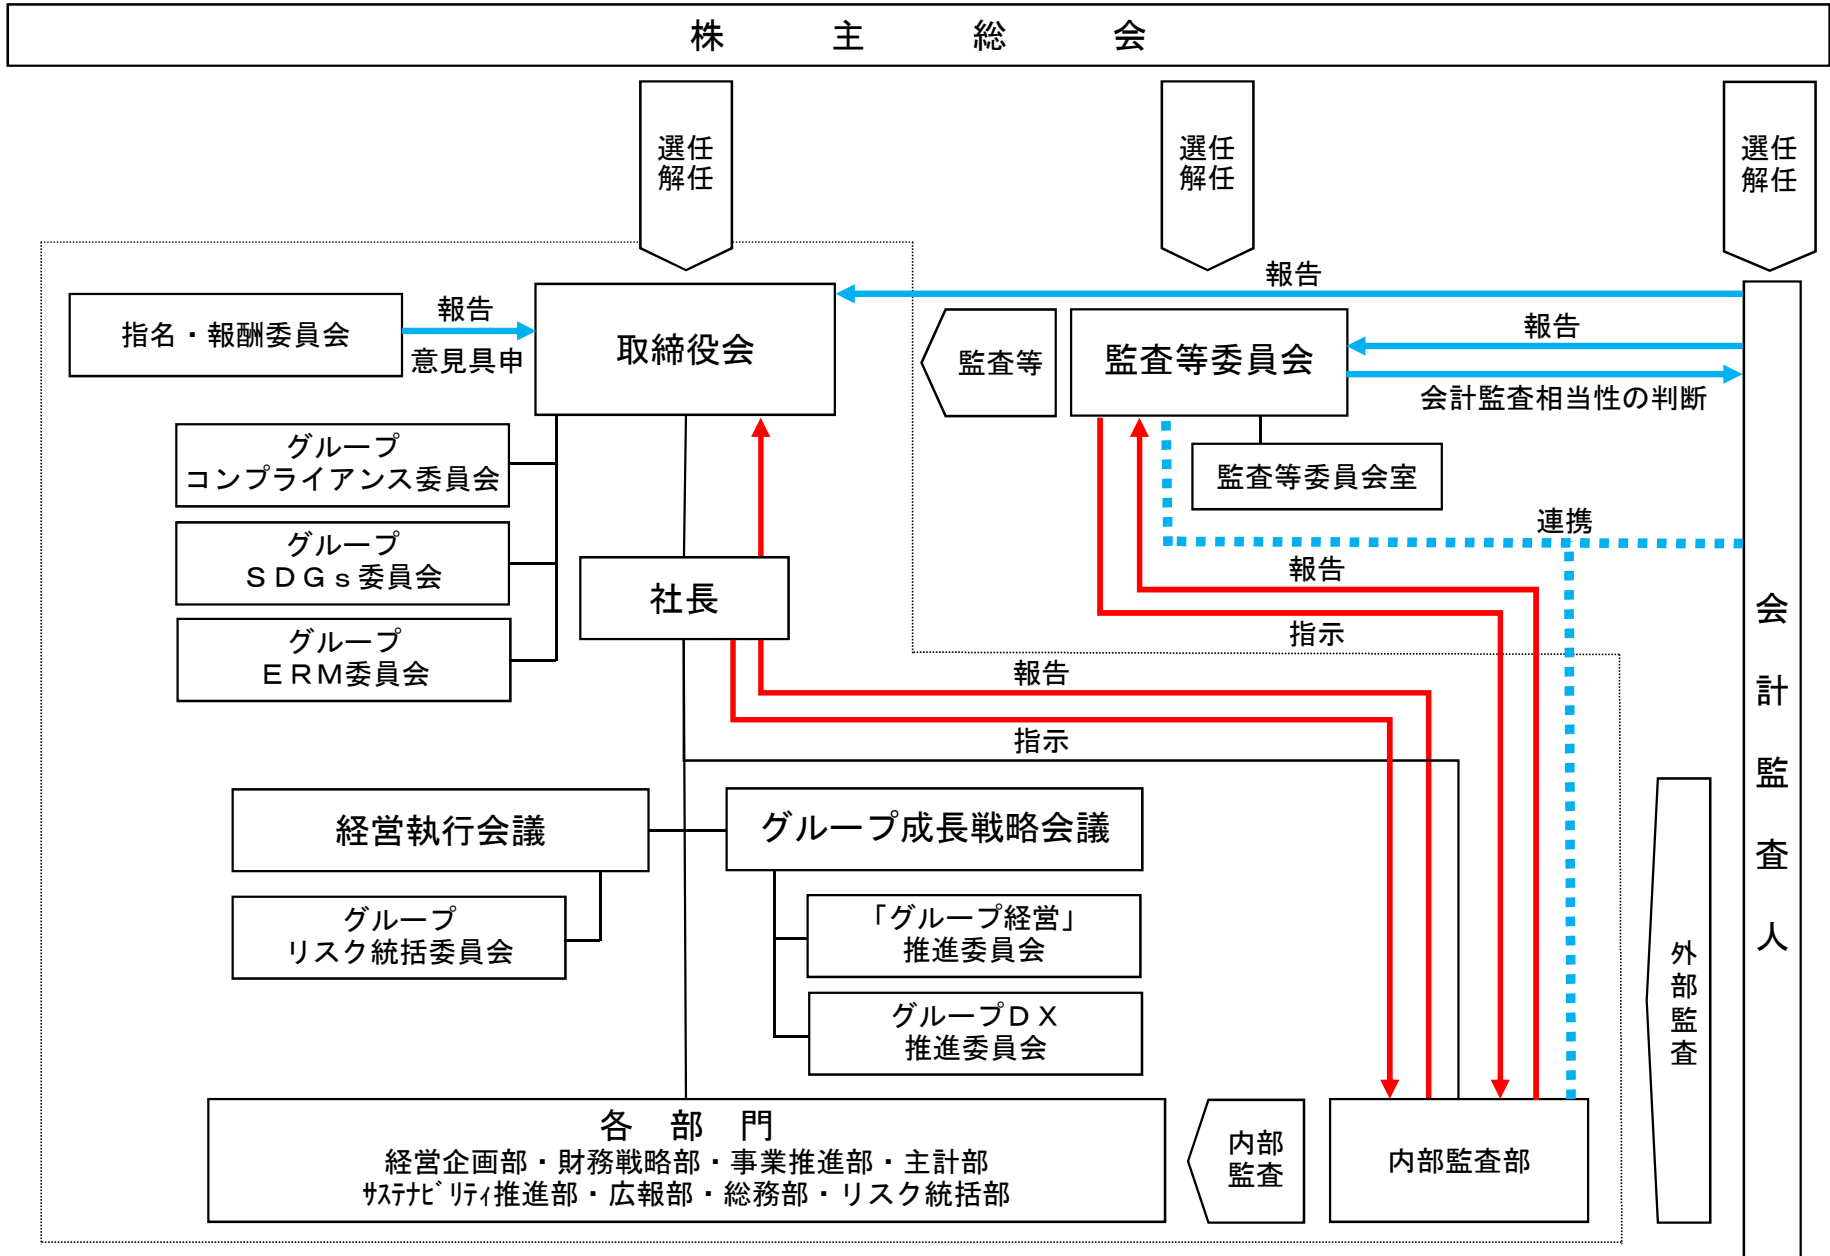 株主総会
選任
解任
選任
解任
選任
解任
指名・報酬委員会
報告
意見具申
取締役会
監査等
監査等委員会
報告
報告
会計監査相当性の判断
監査等委員会室
グループ
コンプライアンス委員会
グループ
ＳＤＧｓ委員会
グループ
ＥＲＭ委員会
社長
連携
報告
指示
報告
指示
会計監査人
経営執行会議
グループ成長戦略会議
グループ
リスク統括委員会
「グループ経営」
推進委員会
グループＤＸ
推進委員会
外部監査
各部門
経営企画部・財務戦略部・事業推進部・主計部
ｻｽﾃﾅﾋﾞﾘﾃｨ推進部・広報部・総務部・リスク統括部
内部
監査
内部監査部